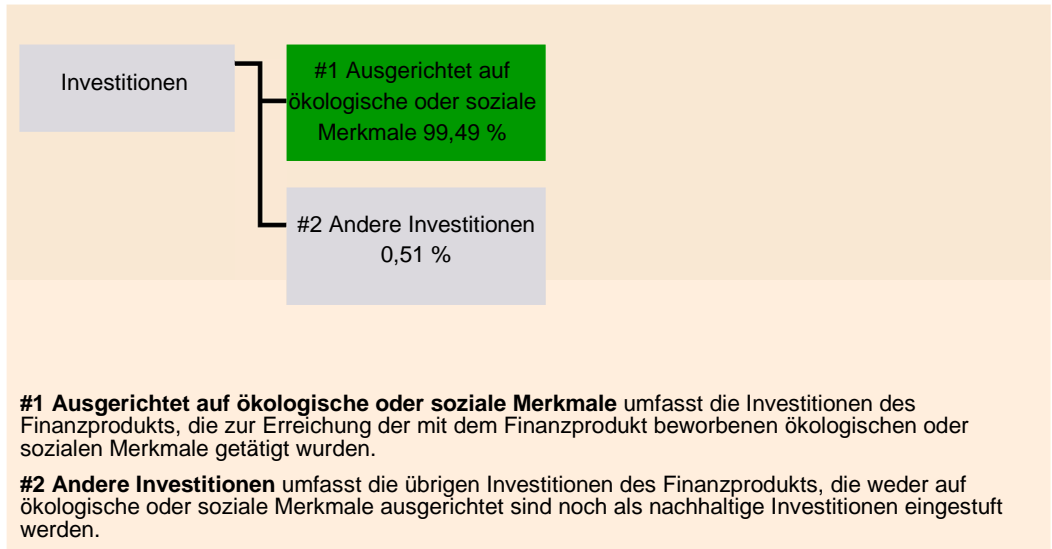 Investitionen
#1 Ausgerichtet auf
ökologische oder soziale
Merkmale 99,49 %
#2 Andere Investitionen
0,51 %
#1 Ausgerichtet auf ökologische oder soziale Merkmale umfasst die Investitionen des
Finanzprodukts, die zur Erreichung der mit dem Finanzprodukt beworbenen ökologischen oder
sozialen Merkmale getätigt wurden.
#2 Andere Investitionen umfasst die übrigen Investitionen des Finanzprodukts, die weder auf
ökologische oder soziale Merkmale ausgerichtet sind noch als nachhaltige Investitionen eingestuft
werden.